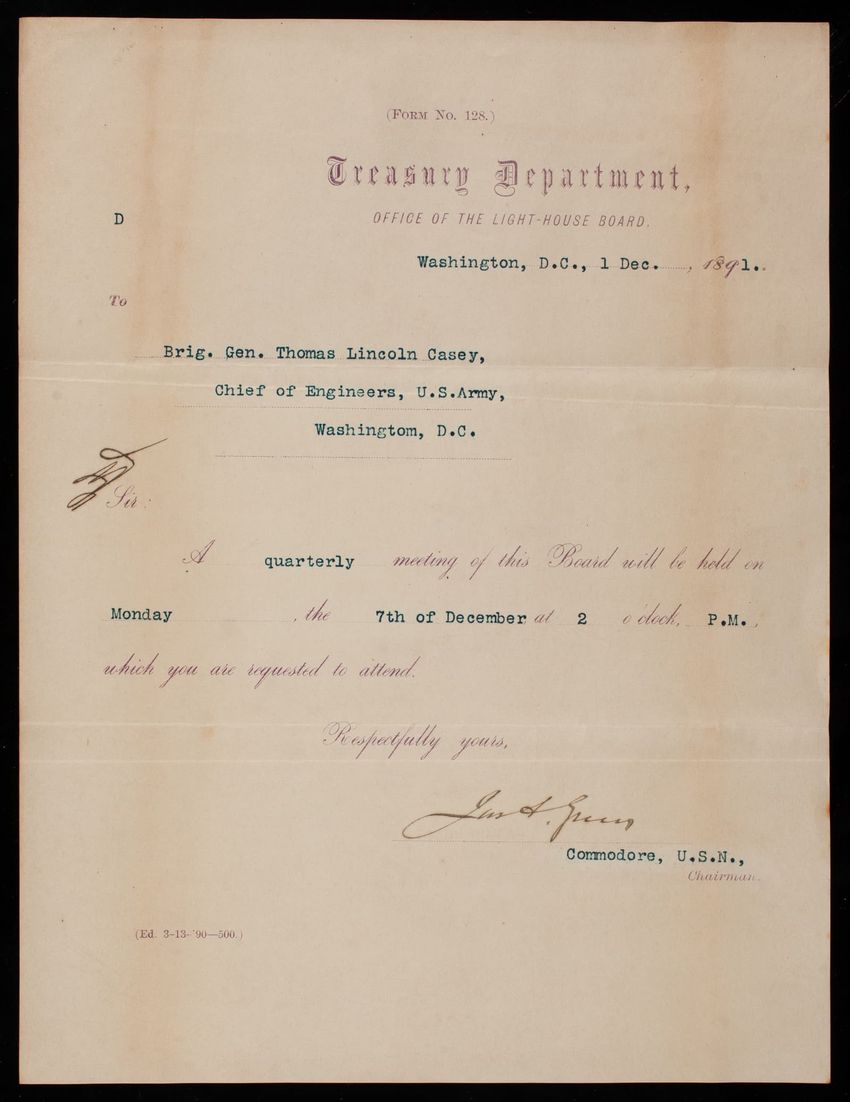 (FORM No. 128.)
Treasury Department,
D
OFFICE OF THE LIGHT-HOUSE BOARD,
Washington, D.C., 1 Dec. , 1891.
To
Brig. Gen. Thomas Lincoln Casey,
Chief of Engineers, U.S.Army,
Washingtom, D.C.
Sir:
A quarterly meeting of this Board will be held on
Monday , the 7th of December at 2 o'clock, P.M.,
which you are requested to attend.
Respectfully yours,
Commodore, U.S.N.,
Chairman.
(Ed. 3-13-'90—500.)